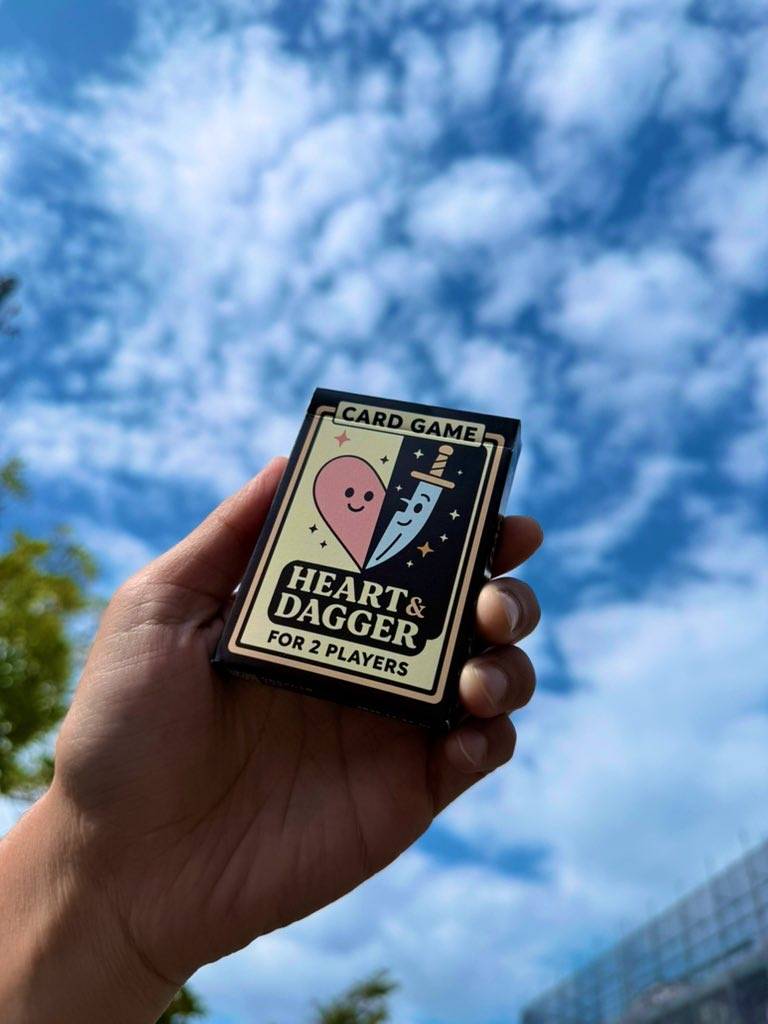 CARD GAME
HEART &
DAGGER
FOR 2 PLAYERS